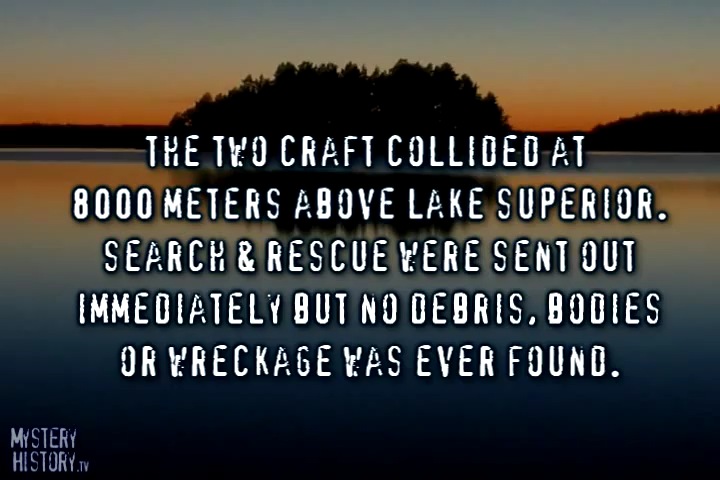 THE TWO CRAFT COLLIDED AT
8000 METERS ABOVE LAKE SUPERIOR.
SEARCH & RESCUE WERE SENT OUT
IMMEDIATELY BUT NO DEBRIS, BODIES
OR WRECKAGE WAS EVER FOUND.
MYSTERY
HISTORY.TV